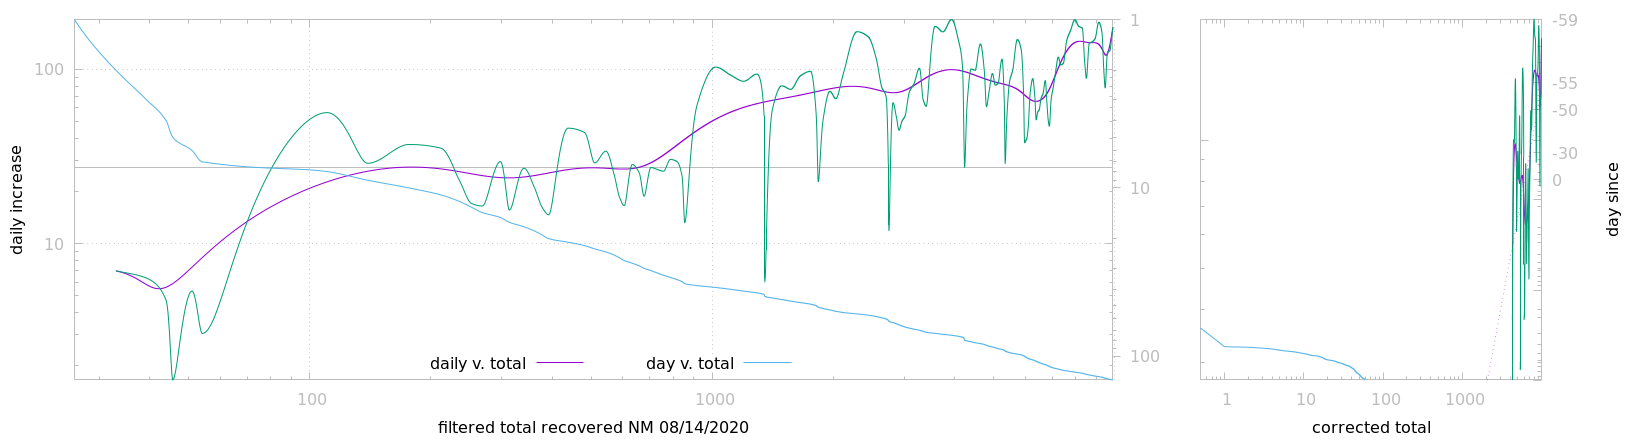 daily increase
100
10
100
1000
1
10
100
daily v. total
day v. total
filtered total recovered NM 08/14/2020
-59
-55
-50
-30
0
day since
1
10
100
1000
corrected total